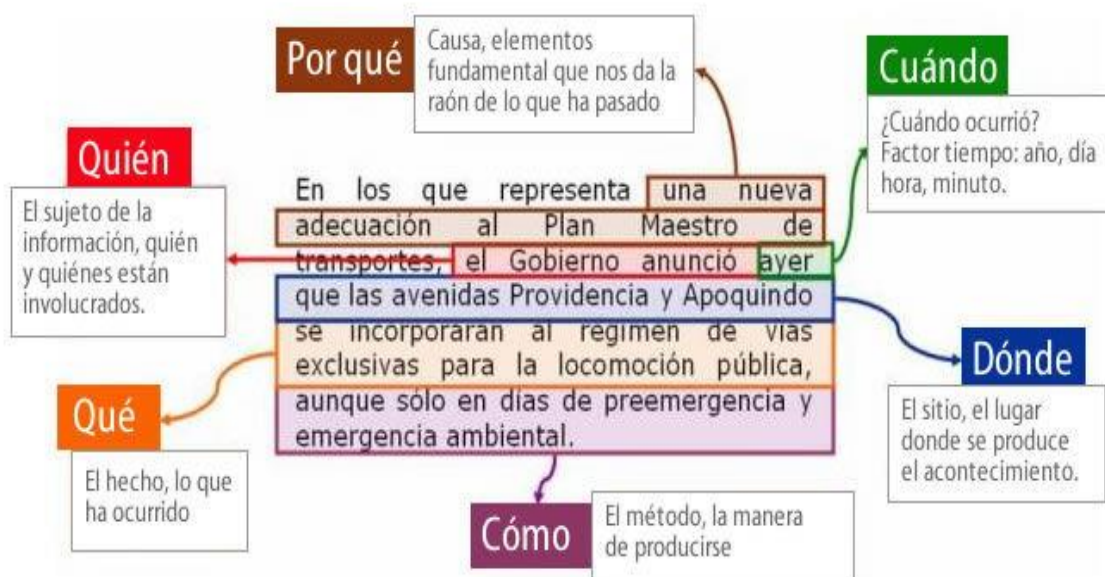 Por qué
Causa, elementos
fundamental que nos da la
raón de lo que ha pasado
Cuándo
¿Cuándo ocurrió?
Factor tiempo: año, día
hora, minuto.
Quién
El sujeto de la
información, quién
y quiénes están
involucrados.
En los que representa una nueva
adecuación al Plan Maestro de
transportes, el Gobierno anunció ayer
que las avenidas Providencia y Apoquindo
se incorporarán al régimen de vías
exclusivas para la locomoción pública,
aunque sólo en días de preemergencia y
emergencia ambiental.
Dónde
El sitio, el lugar
donde se produce
el acontecimiento.
Qué
El hecho, lo que
ha ocurrido
Cómo
El método, la manera
de producirse